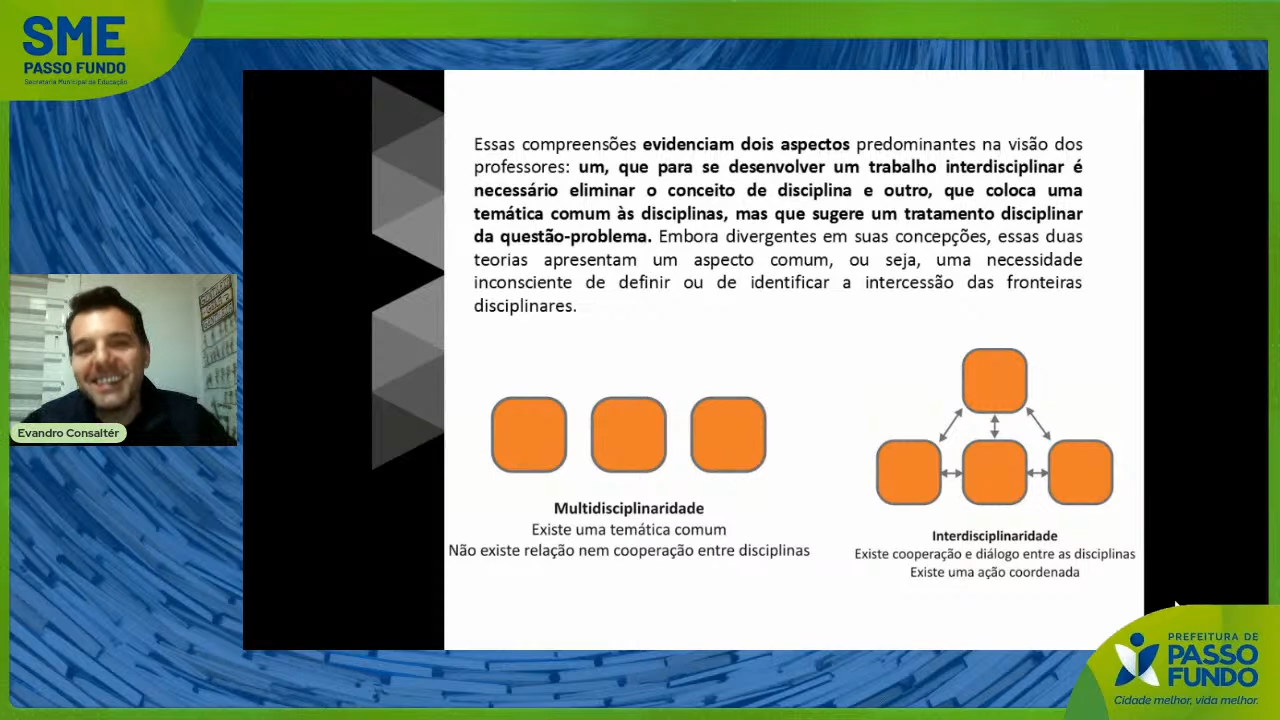 SME
PASSO FUNDO
Secretaria Municipal de Educação
Essas compreensões evidenciam dois aspectos predominantes na visão dos
professores: um, que para se desenvolver um trabalho interdisciplinar é
necessário eliminar o conceito de disciplina e outro, que coloca uma
temática comum às disciplinas, mas que sugere um tratamento disciplinar
da questão-problema. Embora divergentes em suas concepções, essas duas
teorias apresentam um aspecto comum, ou seja, uma necessidade
inconsciente de definir ou de identificar a intercessão das fronteiras
disciplinares.
Evandro Consaltér
Multidisciplinaridade
Existe uma temática comum
Não existe relação nem cooperação entre disciplinas
Interdisciplinaridade
Existe cooperação e diálogo entre as disciplinas
Existe uma ação coordenada
PREFEITURA DE
PASSO
FUNDO
Cidade melhor, vida melhor.